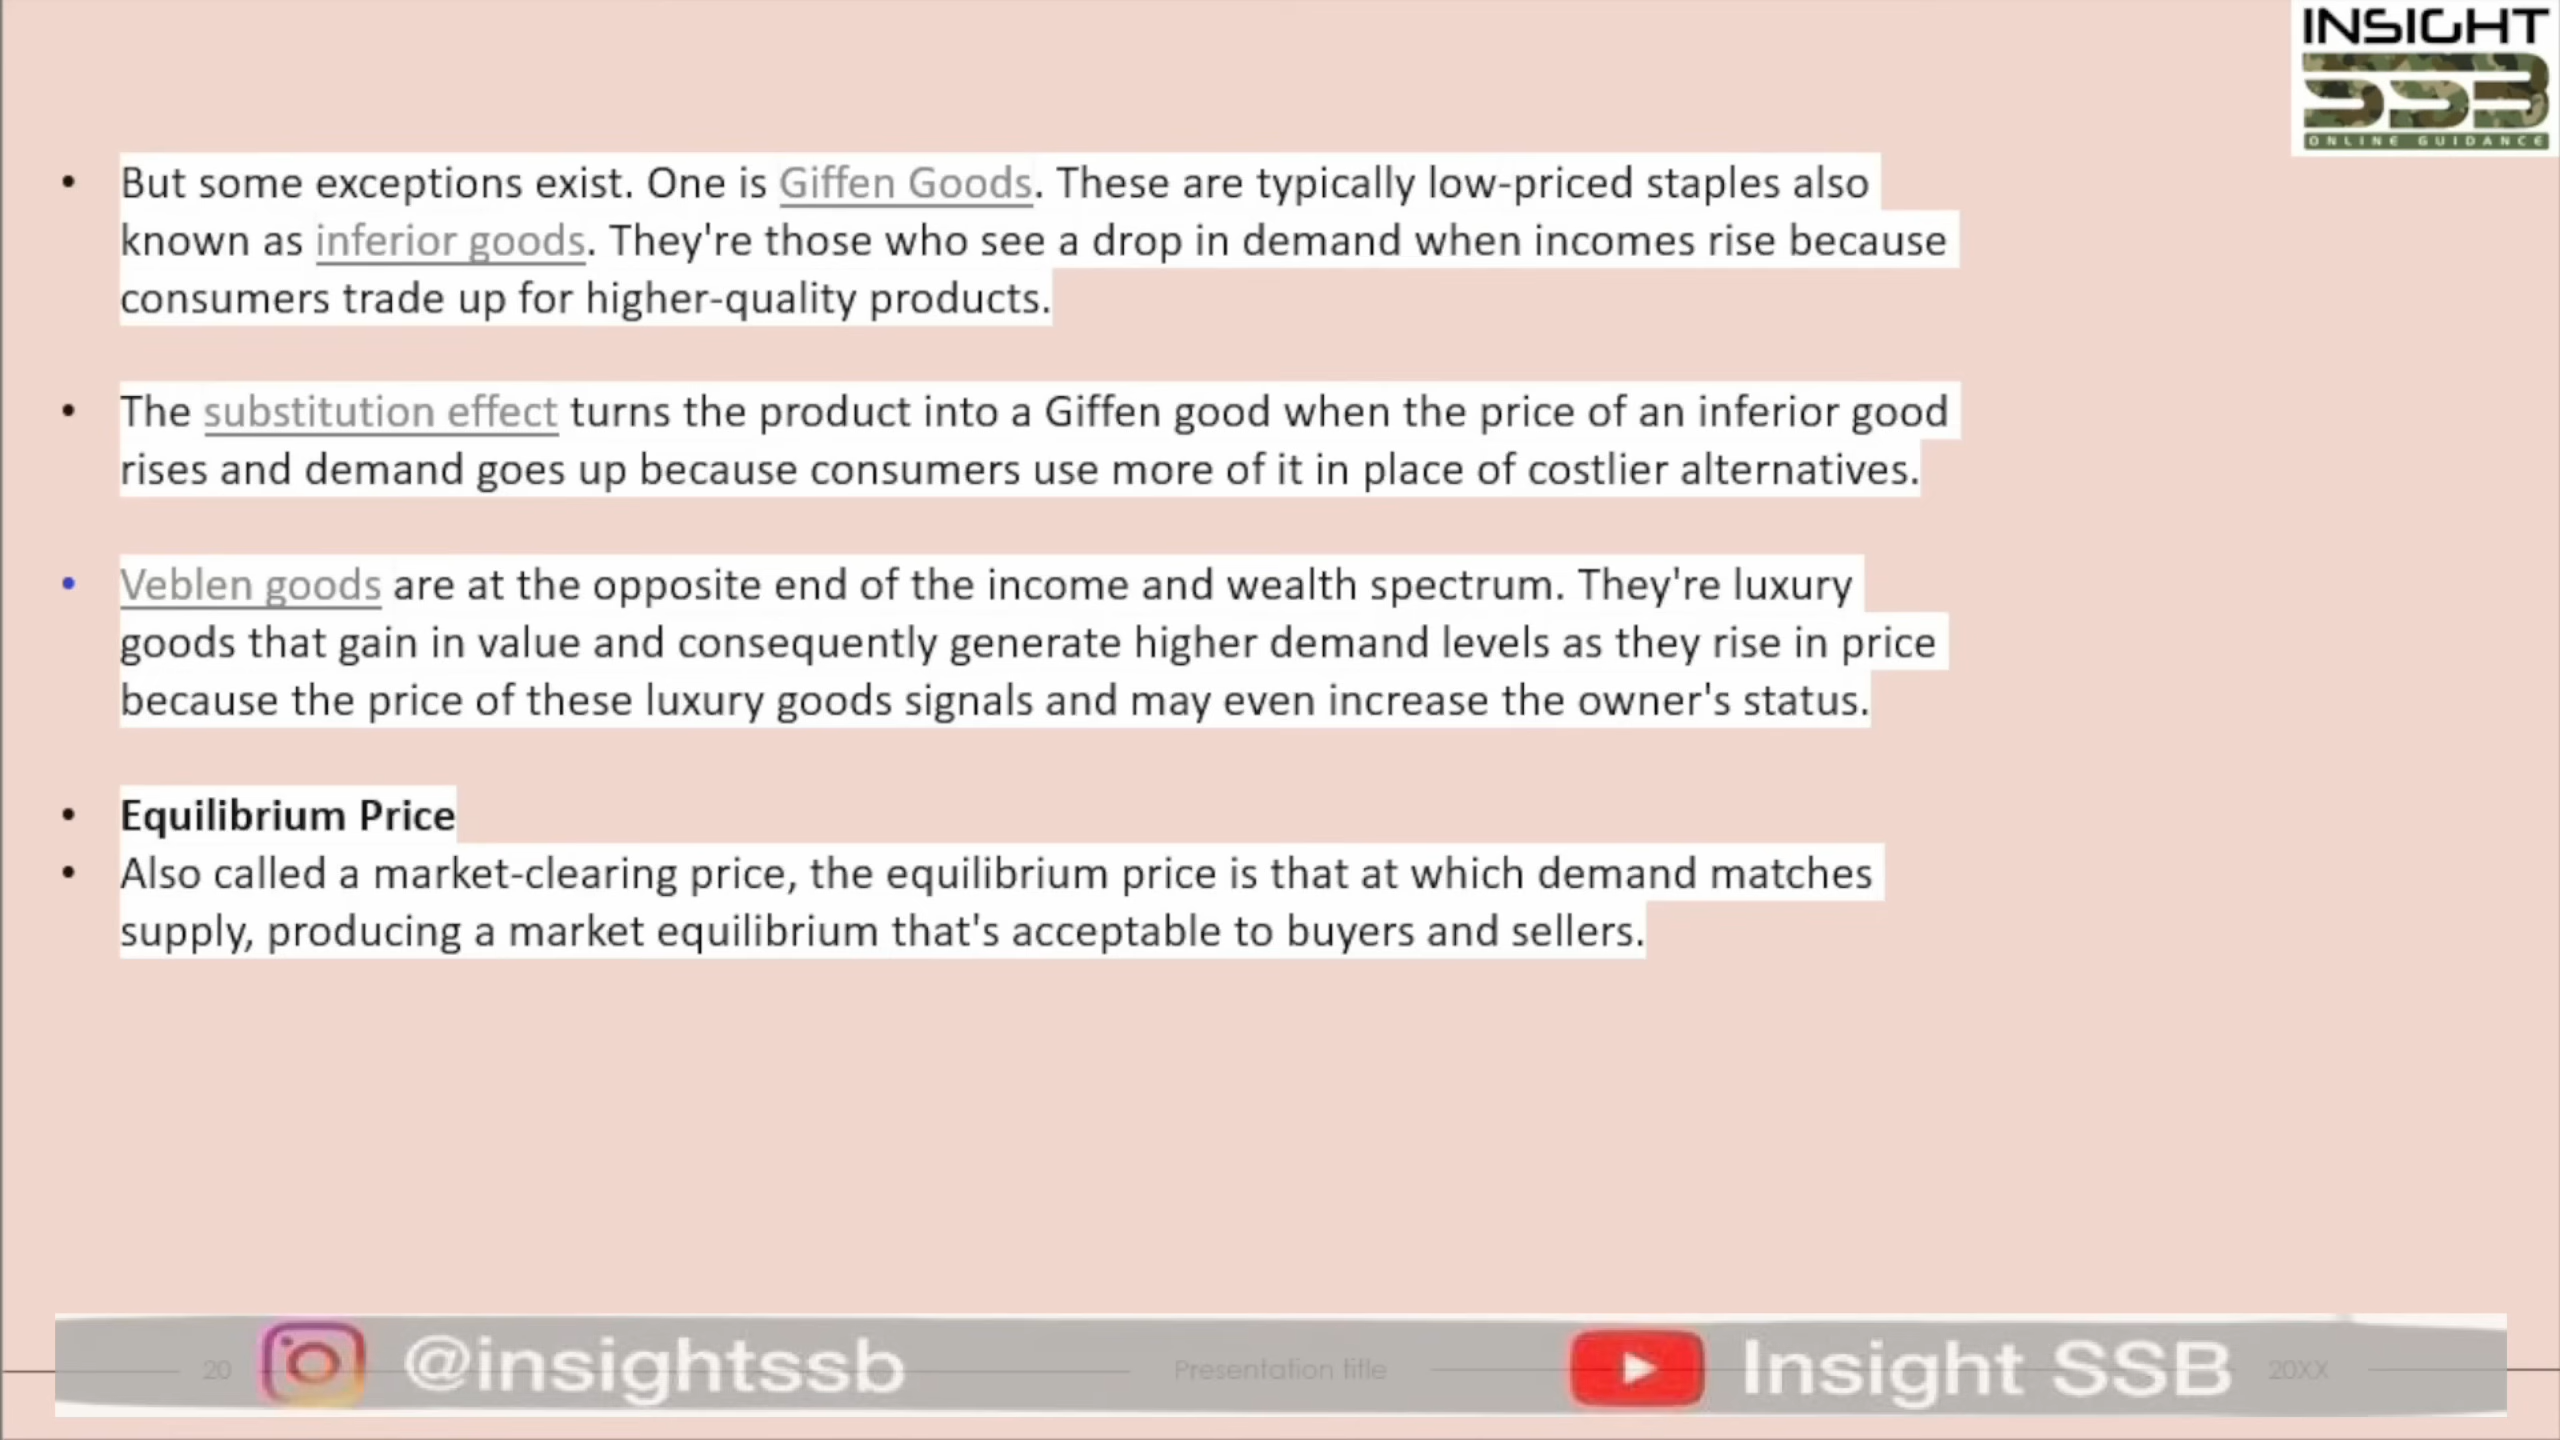 INSIGHT
SSB
ONLINE GUIDANCE
• But some exceptions exist. One is Giffen Goods. These are typically low-priced staples also
known as inferior goods. They're those who see a drop in demand when incomes rise because
consumers trade up for higher-quality products.
• The substitution effect turns the product into a Giffen good when the price of an inferior good
rises and demand goes up because consumers use more of it in place of costlier alternatives.
• Veblen goods are at the opposite end of the income and wealth spectrum. They're luxury
goods that gain in value and consequently generate higher demand levels as they rise in price
because the price of these luxury goods signals and may even increase the owner's status.
• Equilibrium Price
• Also called a market-clearing price, the equilibrium price is that at which demand matches
supply, producing a market equilibrium that's acceptable to buyers and sellers.
20 @insightssb Presentation title Insight SSB 20XX